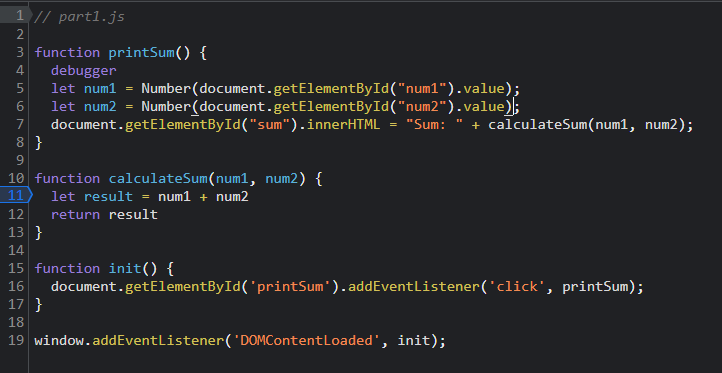 1 // part1.js
2
3 function printSum() {
4   debugger
5   let num1 = Number(document.getElementById("num1").value);
6   let num2 = Number(document.getElementById("num2").value);
7   document.getElementById("sum").innerHTML = "Sum: " + calculateSum(num1, num2);
8 }
9
10 function calculateSum(num1, num2) {
11   let result = num1 + num2
12   return result
13 }
14
15 function init() {
16   document.getElementById('printSum').addEventListener('click', printSum);
17 }
18
19 window.addEventListener('DOMContentLoaded', init);